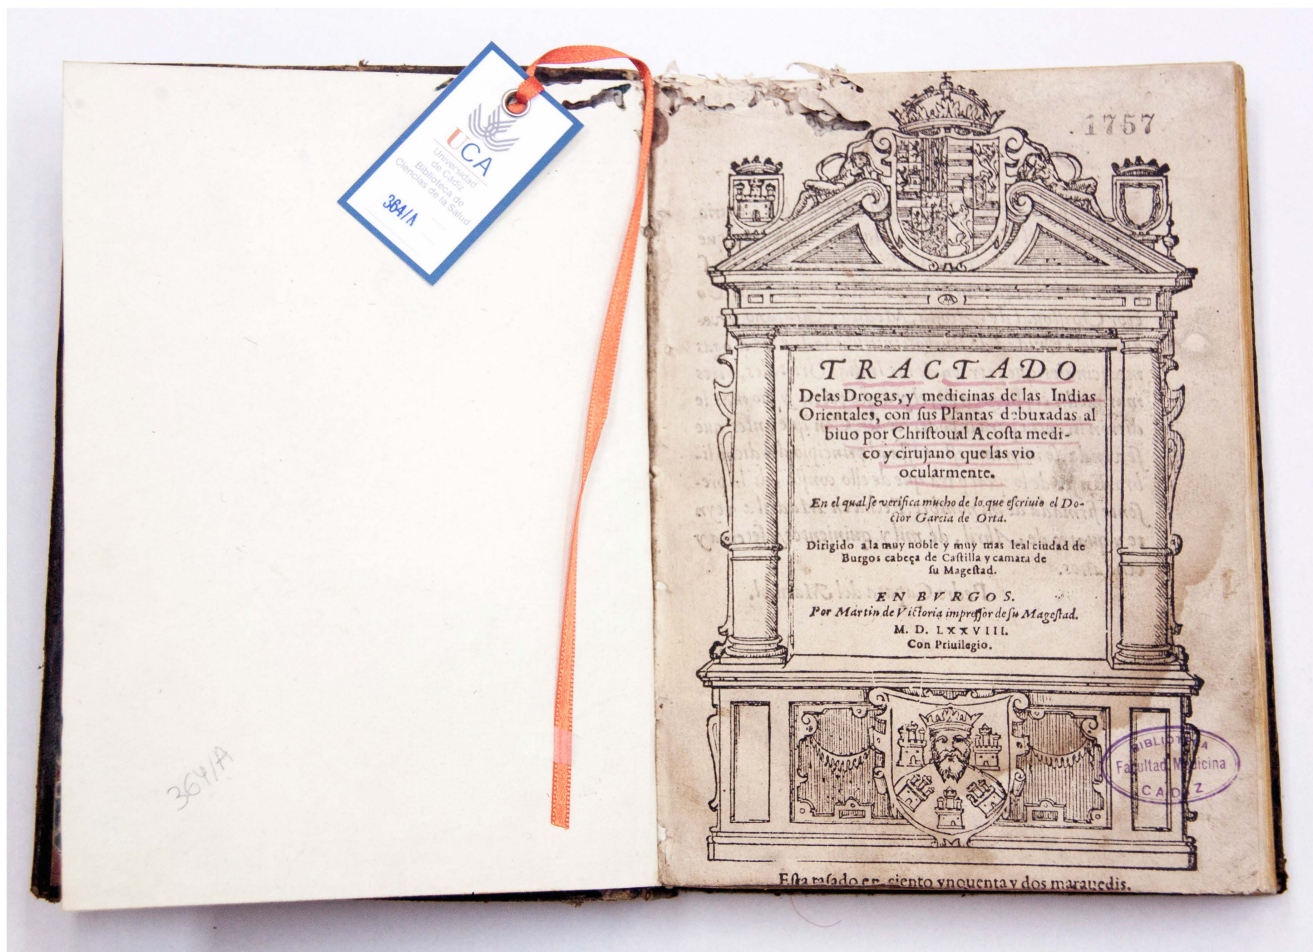 UCA
Universidad
de Cádiz
Biblioteca de
Ciencias de la Salud
364/A
364/A
1757
TRACTADO
Delas Drogas, y medicinas de las Indias
Orientales, con ſus Plantas debuxadas al
biuo por Chriſtoual Acoſta medi-
co y cirujano que las vio
ocularmente.
En el qual ſe verifica mucho de lo que eſcriuio el Do-
ctor Garcia de Orta.
Dirigido a la muy noble y muy mas leal ciudad de
Burgos cabeça de Caſtilla y camara de
ſu Mageſtad.
EN BVRGOS.
Por Martin de Victoria impreſſor de ſu Mageſtad.
M. D. LXXVIII.
Con Priuilegio.
BIBLIOTECA
Facultad Medicina
CADIZ
Eſta taſado en ciento ynquenta y dos marauedis.